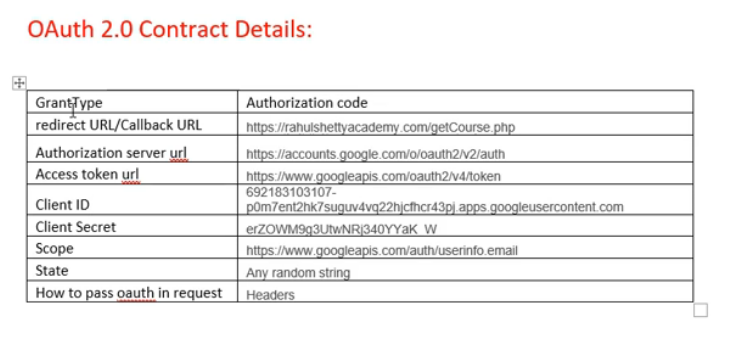 OAuth 2.0 Contract Details:
GrantType Authorization code
redirect URL/Callback URL https://rahulshettyacademy.com/getCourse.php
Authorization server url https://accounts.google.com/o/oauth2/v2/auth
Access token url https://www.googleapis.com/oauth2/v4/token
Client ID 692183103107-
p0m7ent2hk7suguv4vq22hjcfhcr43pj.apps.googleusercontent.com
Client Secret erZOWM9g3UtwNRj340YYaK_W
Scope https://www.googleapis.com/auth/userinfo.email
State Any random string
How to pass oauth in request Headers